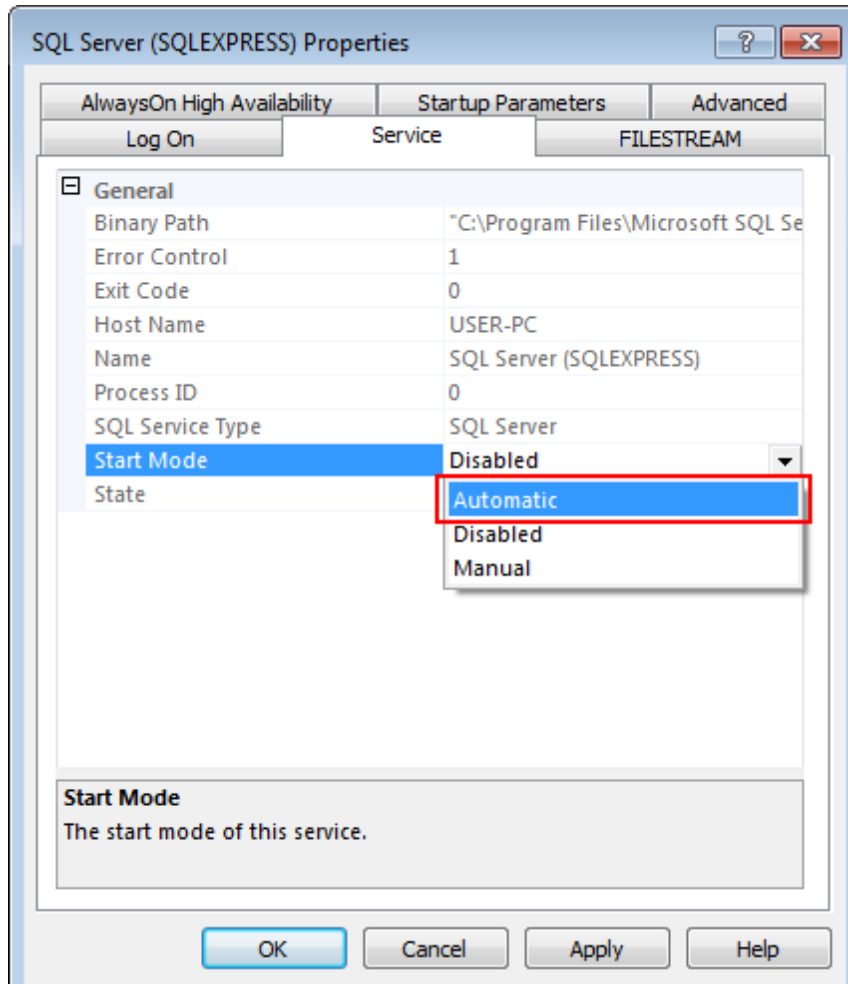 SQL Server (SQLEXPRESS) Properties
AlwaysOn High Availability Startup Parameters Advanced
Log On Service FILESTREAM
General
Binary Path "C:\Program Files\Microsoft SQL Se
Error Control 1
Exit Code 0
Host Name USER-PC
Name SQL Server (SQLEXPRESS)
Process ID 0
SQL Service Type SQL Server
Start Mode Disabled
State Automatic
Disabled
Manual
Start Mode
The start mode of this service.
OK Cancel Apply Help